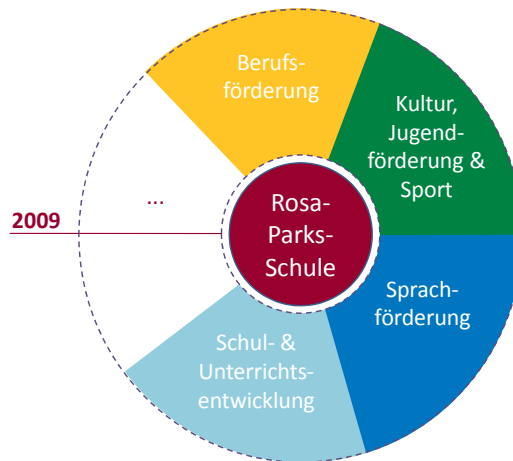 Berufs-
förderung
Kultur,
Jugend-
förderung &
Sport
...
2009
Rosa-
Parks-
Schule
Sprach-
förderung
Schul- &
Unterrichts-
entwicklung